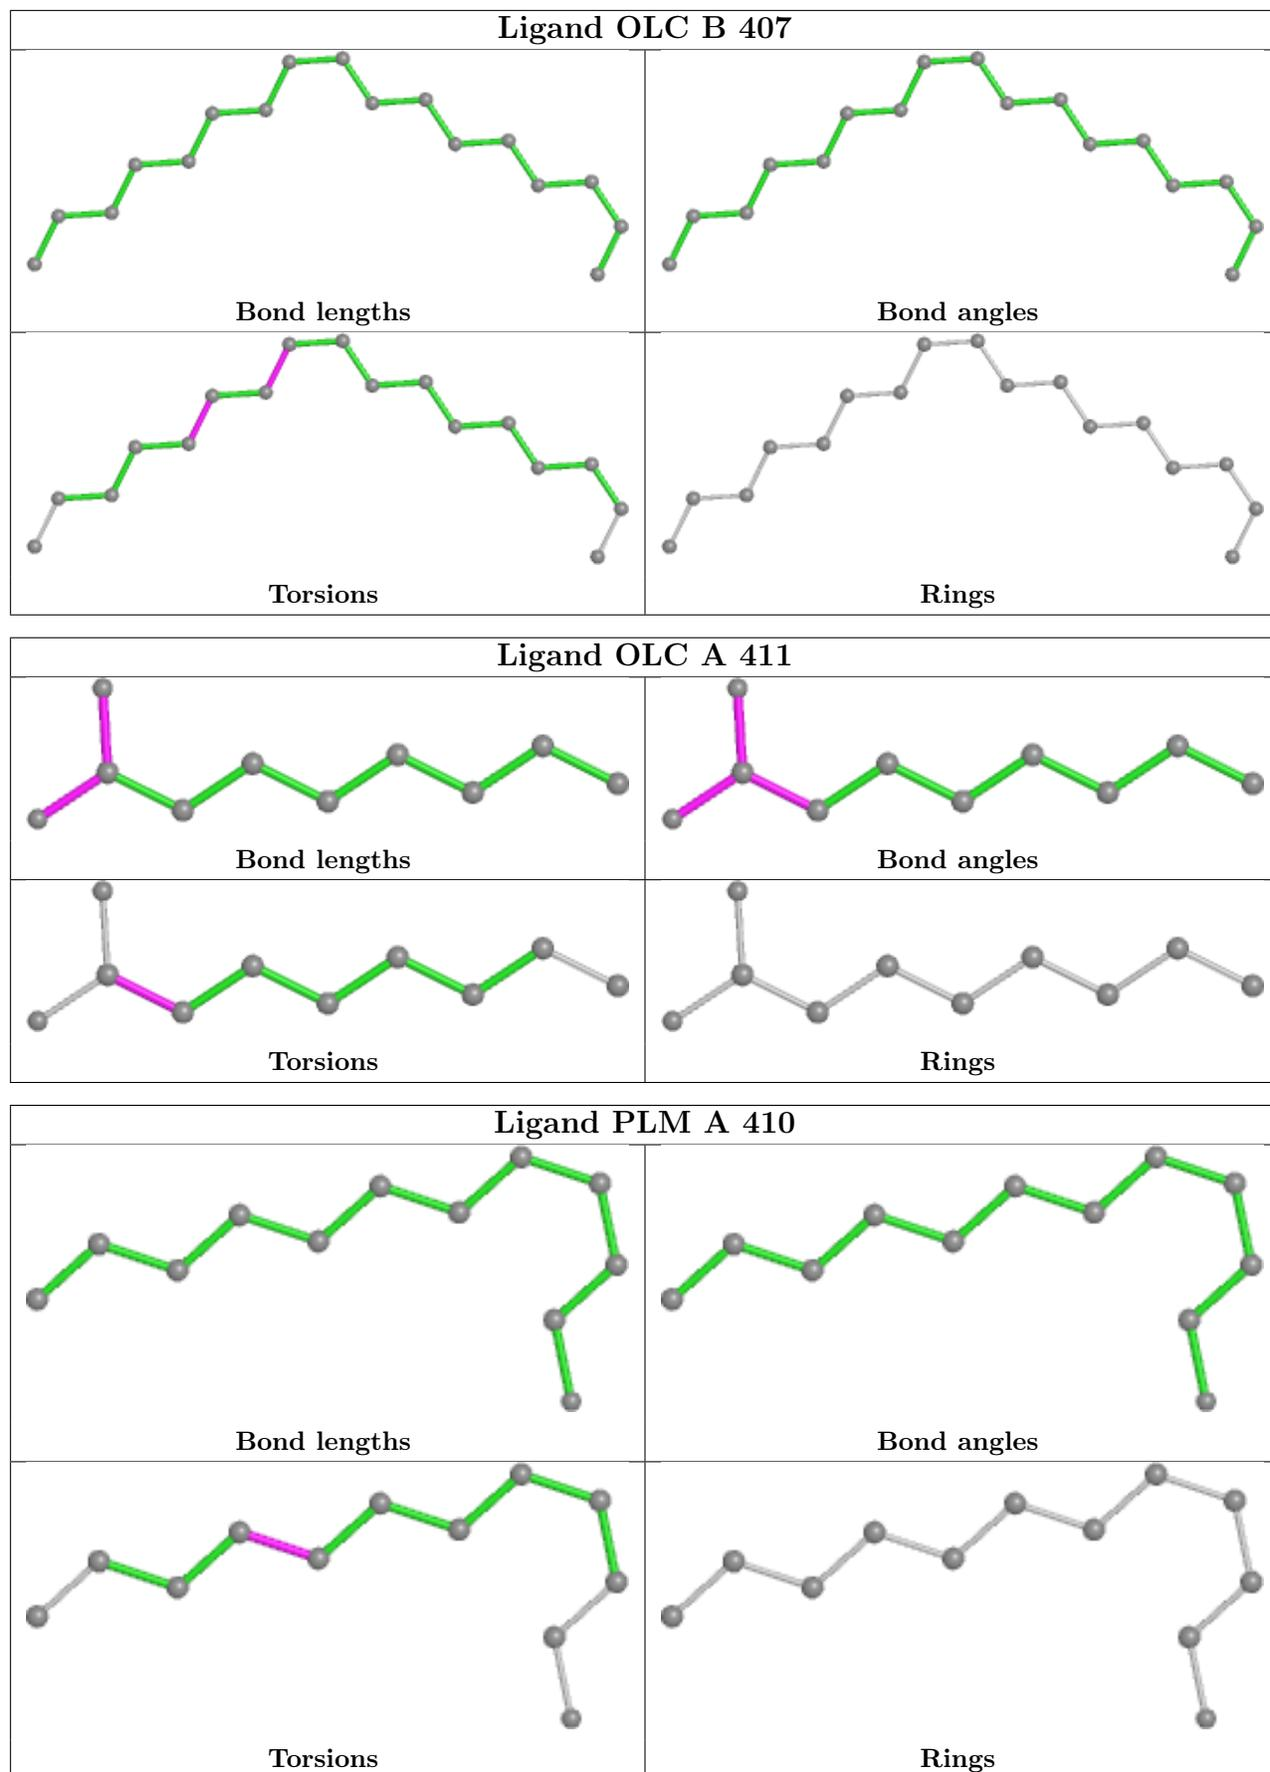 Ligand OLC B 407
Bond lengths
Bond angles
Torsions
Rings
Ligand OLC A 411
Bond lengths
Bond angles
Torsions
Rings
Ligand PLM A 410
Bond lengths
Bond angles
Torsions
Rings